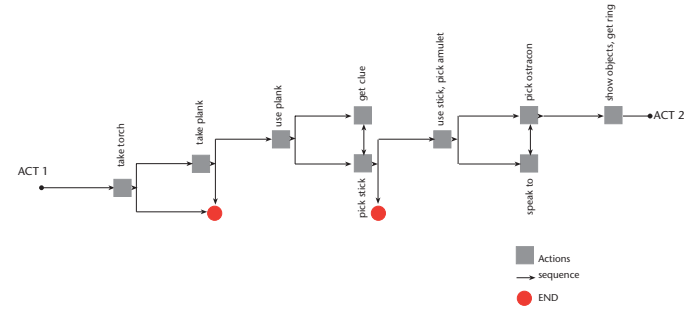 ACT 1
take torch
take plank
use plank
get clue
pick stick
use stick, pick amulet
pick ostracon
speak to
show objects, get ring
ACT 2
Actions
sequence
END